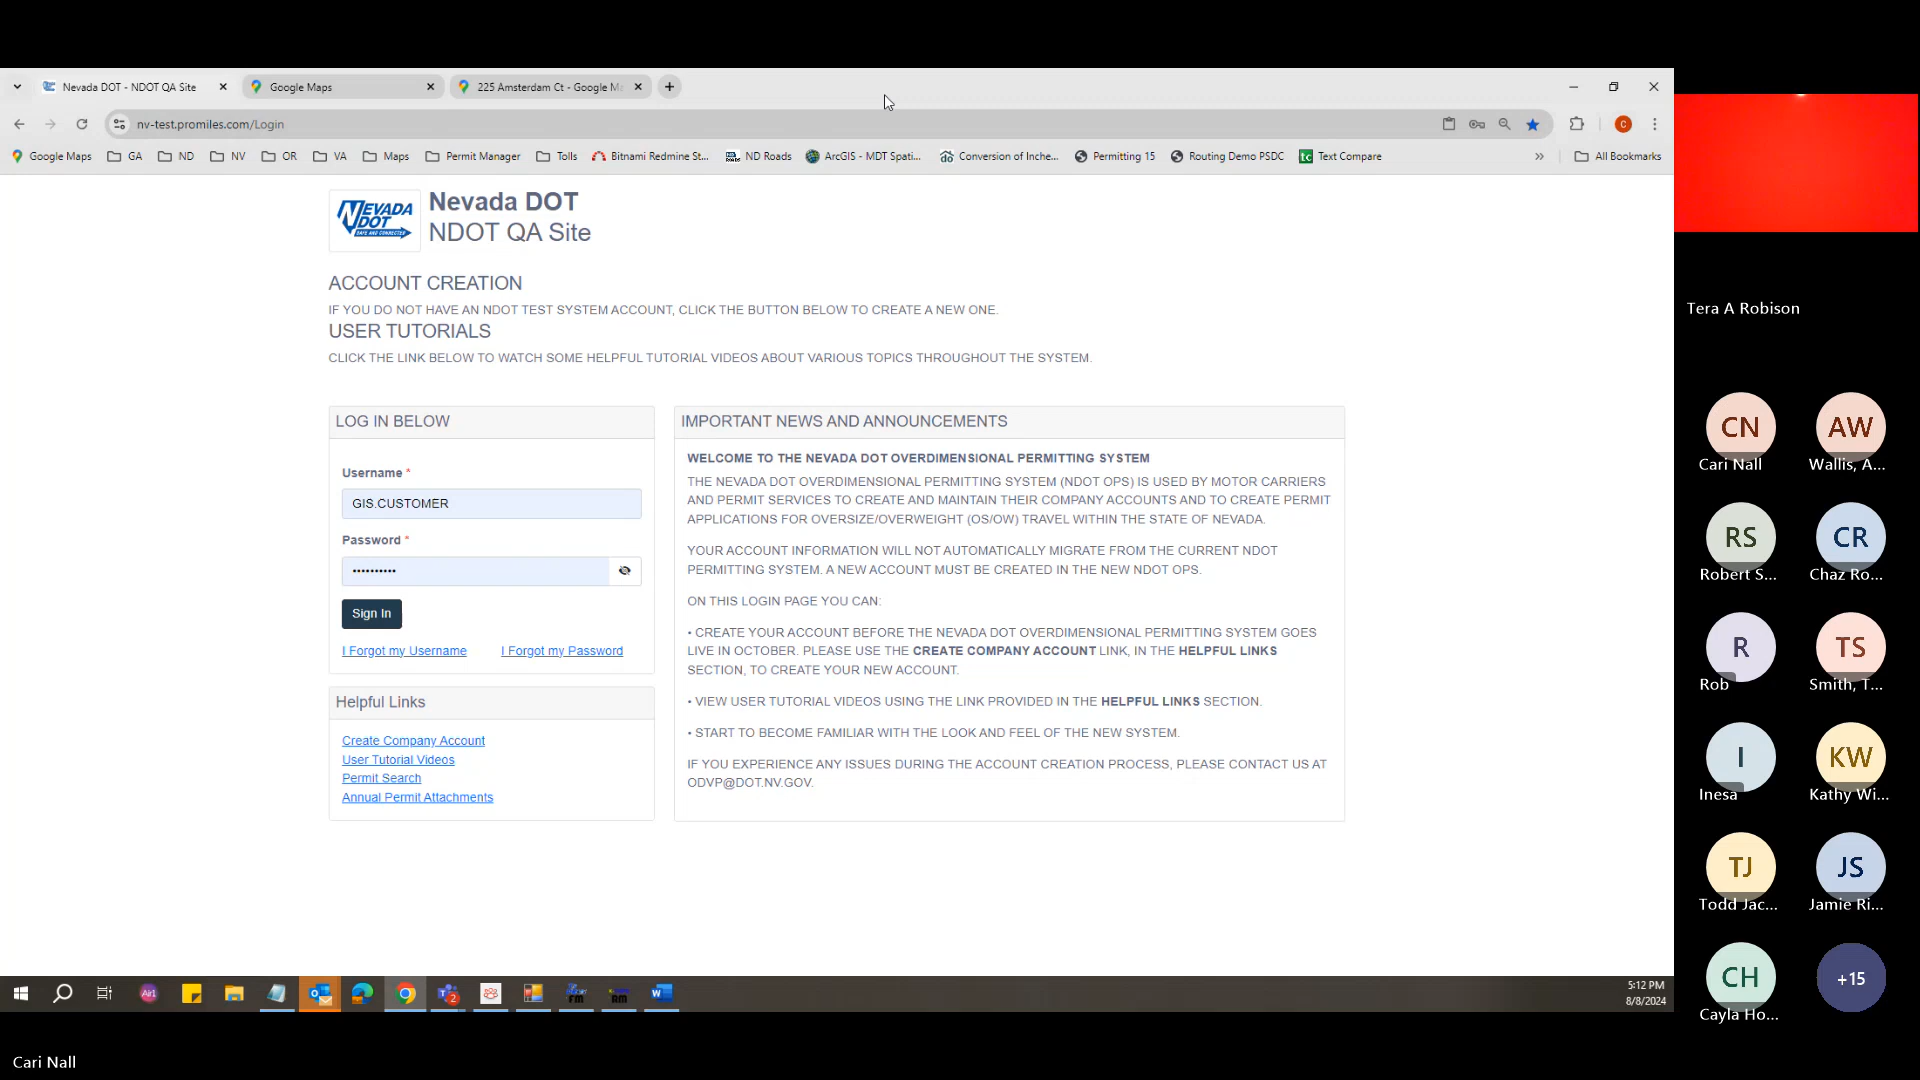 Nevada DOT - NDOT QA Site
Google Maps
225 Amsterdam Ct - Google M
nv-test.promiles.com/Login
C
Google Maps GA ND NV OR VA Maps Permit Manager Tolls Bitnami Redmine St... ND Roads ArcGIS - MDT Spati... Conversion of Inche... Permitting 15 Routing Demo PSDC tc Text Compare » All Bookmarks
NEVADA
DOT
SAFE AND CONNECTED
Nevada DOT
NDOT QA Site
ACCOUNT CREATION
IF YOU DO NOT HAVE AN NDOT TEST SYSTEM ACCOUNT, CLICK THE BUTTON BELOW TO CREATE A NEW ONE.
USER TUTORIALS
CLICK THE LINK BELOW TO WATCH SOME HELPFUL TUTORIAL VIDEOS ABOUT VARIOUS TOPICS THROUGHOUT THE SYSTEM.
LOG IN BELOW
Username *
GIS.CUSTOMER
Password *
••••••••••
Sign In
I Forgot my Username
I Forgot my Password
Helpful Links
Create Company Account
User Tutorial Videos
Permit Search
Annual Permit Attachments
IMPORTANT NEWS AND ANNOUNCEMENTS
WELCOME TO THE NEVADA DOT OVERDIMENSIONAL PERMITTING SYSTEM
THE NEVADA DOT OVERDIMENSIONAL PERMITTING SYSTEM (NDOT OPS) IS USED BY MOTOR CARRIERS
AND PERMIT SERVICES TO CREATE AND MAINTAIN THEIR COMPANY ACCOUNTS AND TO CREATE PERMIT
APPLICATIONS FOR OVERSIZE/OVERWEIGHT (OS/OW) TRAVEL WITHIN THE STATE OF NEVADA.
YOUR ACCOUNT INFORMATION WILL NOT AUTOMATICALLY MIGRATE FROM THE CURRENT NDOT
PERMITTING SYSTEM. A NEW ACCOUNT MUST BE CREATED IN THE NEW NDOT OPS.
ON THIS LOGIN PAGE YOU CAN:
• CREATE YOUR ACCOUNT BEFORE THE NEVADA DOT OVERDIMENSIONAL PERMITTING SYSTEM GOES
LIVE IN OCTOBER. PLEASE USE THE CREATE COMPANY ACCOUNT LINK, IN THE HELPFUL LINKS
SECTION, TO CREATE YOUR NEW ACCOUNT.
• VIEW USER TUTORIAL VIDEOS USING THE LINK PROVIDED IN THE HELPFUL LINKS SECTION.
• START TO BECOME FAMILIAR WITH THE LOOK AND FEEL OF THE NEW SYSTEM.
IF YOU EXPERIENCE ANY ISSUES DURING THE ACCOUNT CREATION PROCESS, PLEASE CONTACT US AT
ODVP@DOT.NV.GOV.
5:12 PM
8/8/2024
Tera A Robison
CN
Cari Nall
AW
Wallis, A...
RS
Robert S...
CR
Chaz Ro...
R
Rob
TS
Smith, T...
I
Inesa
KW
Kathy Wi...
TJ
Todd Jac...
JS
Jamie Ri...
CH
Cayla Ho...
+15
Cari Nall